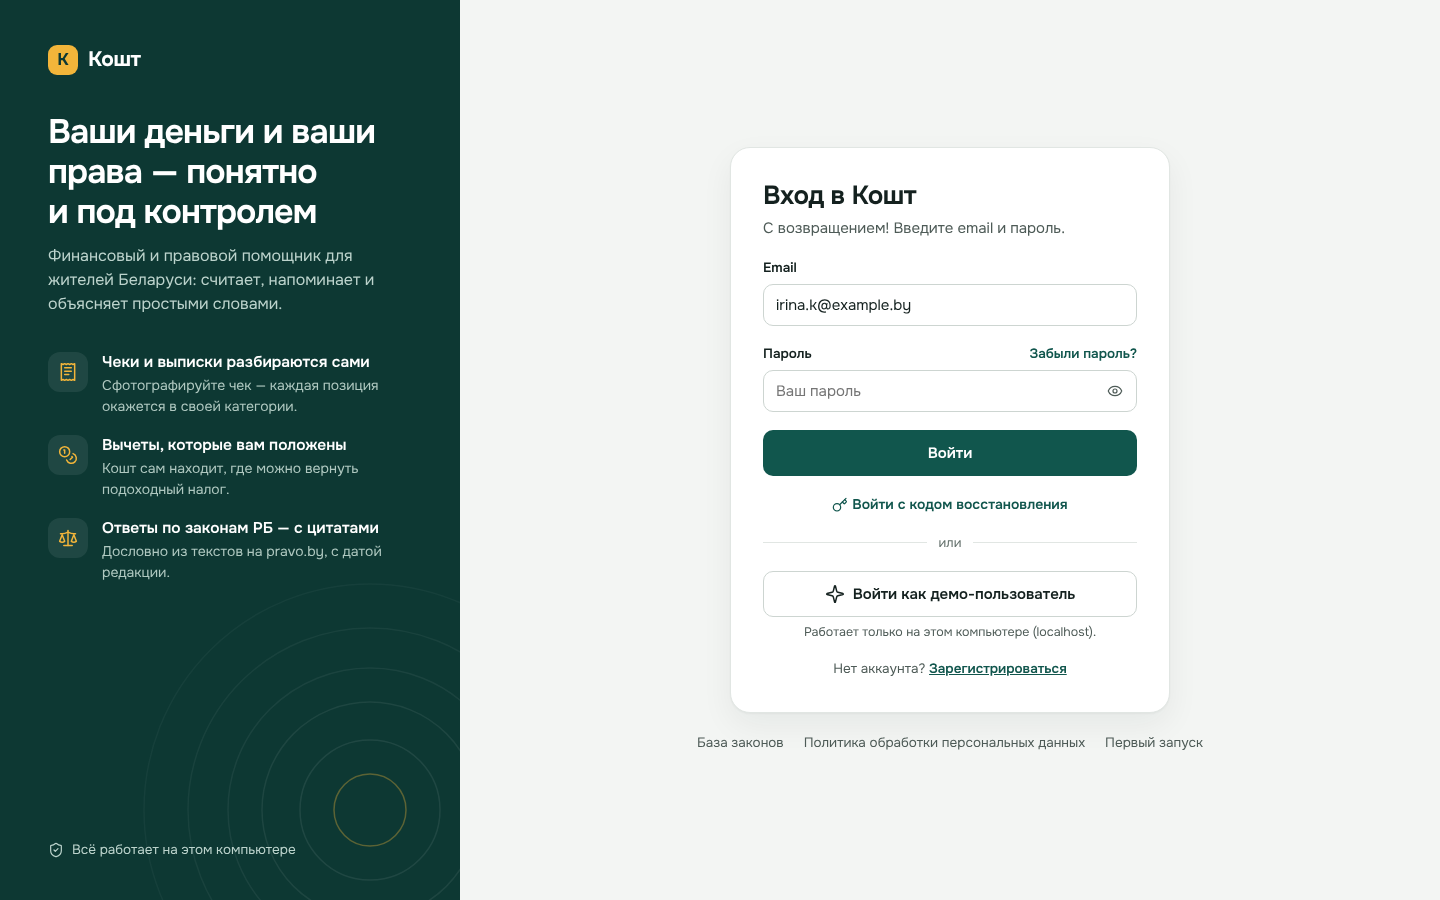 К Кошт
Ваши деньги и ваши
права — понятно
и под контролем
Финансовый и правовой помощник для
жителей Беларуси: считает, напоминает и
объясняет простыми словами.
Чеки и выписки разбираются сами
Сфотографируйте чек — каждая позиция
окажется в своей категории.
Вычеты, которые вам положены
Кошт сам находит, где можно вернуть
подоходный налог.
Ответы по законам РБ — с цитатами
Дословно из текстов на pravo.by, с датой
редакции.
Всё работает на этом компьютере
Вход в Кошт
С возвращением! Введите email и пароль.
Email
irina.k@example.by
Пароль Забыли пароль?
Ваш пароль
Войти
Войти с кодом восстановления
или
Войти как демо-пользователь
Работает только на этом компьютере (localhost).
Нет аккаунта? Зарегистрироваться
База законов Политика обработки персональных данных Первый запуск